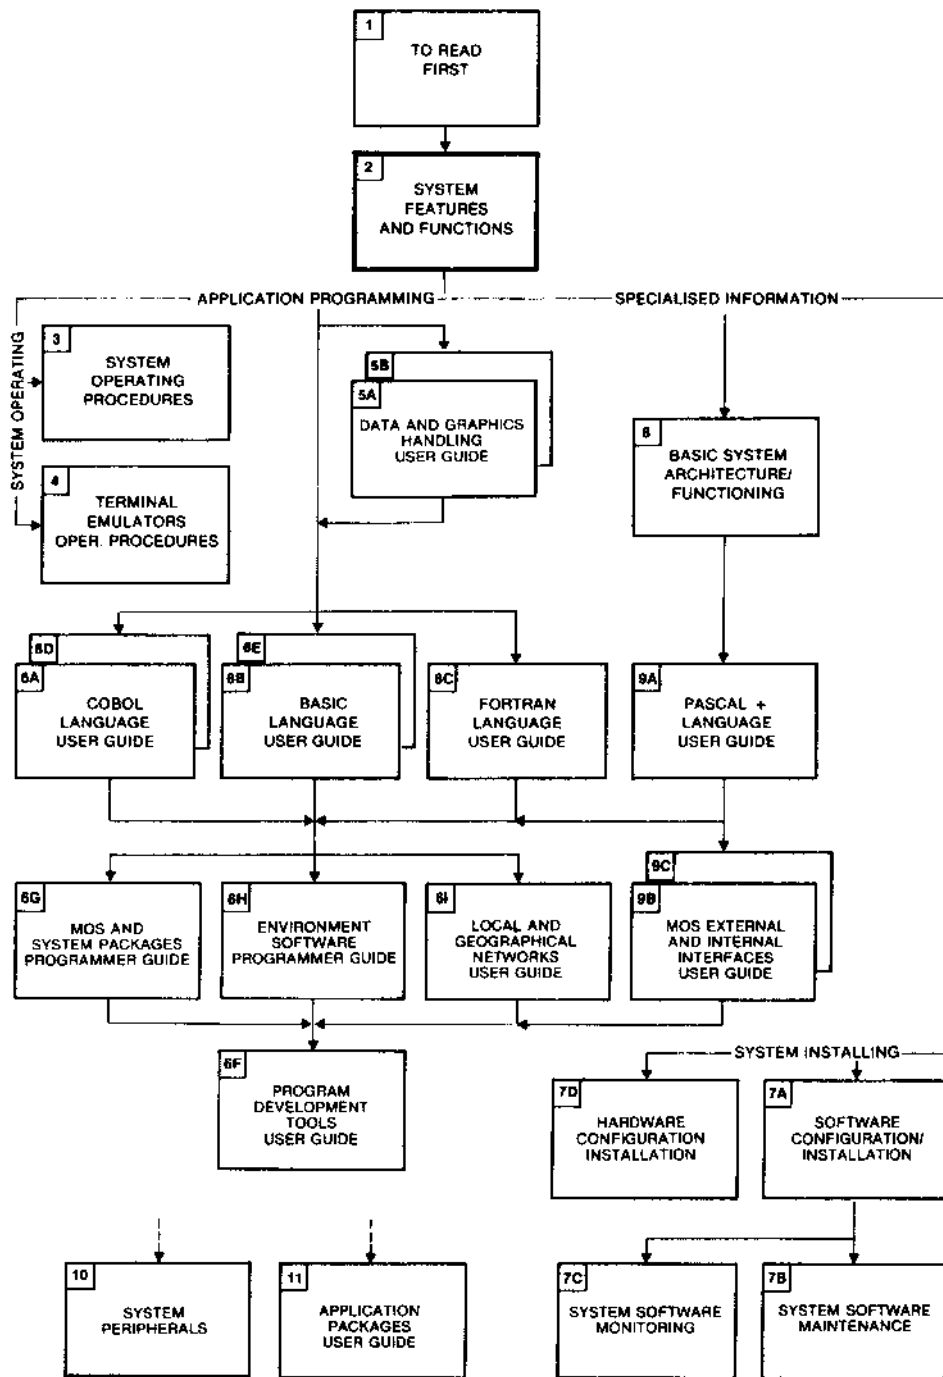 1
TO READ
FIRST
2
SYSTEM
FEATURES
AND FUNCTIONS
APPLICATION PROGRAMMING
SPECIALISED INFORMATION
SYSTEM OPERATING
3
SYSTEM
OPERATING
PROCEDURES
4
TERMINAL
EMULATORS
OPER. PROCEDURES
5B
5A
DATA AND GRAPHICS
HANDLING
USER GUIDE
8
BASIC SYSTEM
ARCHITECTURE/
FUNCTIONING
6D
6A
COBOL
LANGUAGE
USER GUIDE
6E
6B
BASIC
LANGUAGE
USER GUIDE
6C
FORTRAN
LANGUAGE
USER GUIDE
9A
PASCAL +
LANGUAGE
USER GUIDE
6G
MOS AND
SYSTEM PACKAGES
PROGRAMMER GUIDE
6H
ENVIRONMENT
SOFTWARE
PROGRAMMER GUIDE
6I
LOCAL AND
GEOGRAPHICAL
NETWORKS
USER GUIDE
9C
9B
MOS EXTERNAL
AND INTERNAL
INTERFACES
USER GUIDE
6F
PROGRAM
DEVELOPMENT
TOOLS
USER GUIDE
SYSTEM INSTALLING
7D
HARDWARE
CONFIGURATION
INSTALLATION
7A
SOFTWARE
CONFIGURATION/
INSTALLATION
10
SYSTEM
PERIPHERALS
11
APPLICATION
PACKAGES
USER GUIDE
7C
SYSTEM SOFTWARE
MONITORING
7B
SYSTEM SOFTWARE
MAINTENANCE